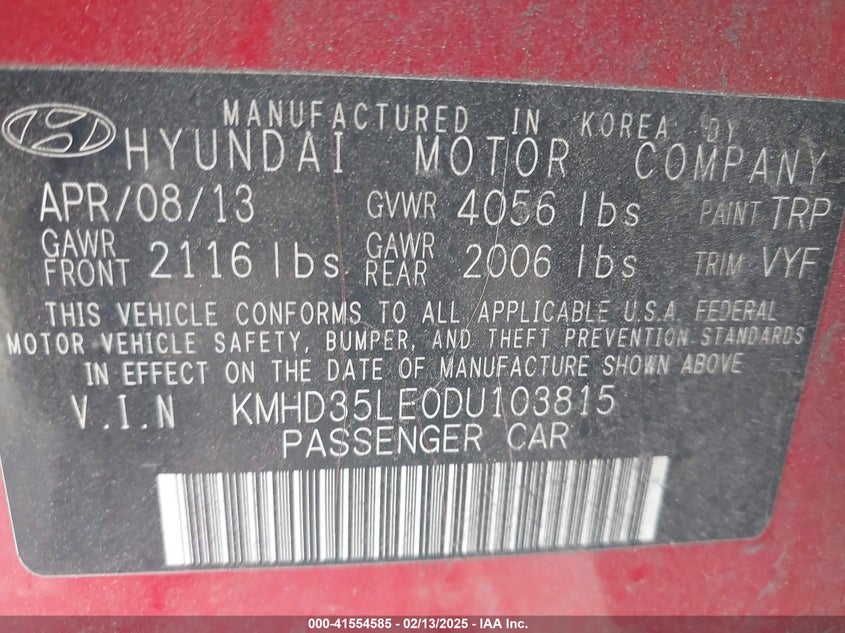 MANUFACTURED IN KOREA BY
HYUNDAI MOTOR COMPANY
APR/08/13 GVWR 4056 lbs PAINT TRP
GAWR FRONT 2116 lbs GAWR REAR 2006 lbs TRIM VYF
THIS VEHICLE CONFORMS TO ALL APPLICABLE U.S.A. FEDERAL
MOTOR VEHICLE SAFETY, BUMPER, AND THEFT PREVENTION STANDARDS
IN EFFECT ON THE DATE OF MANUFACTURE SHOWN ABOVE
V.I.N KMHD35LE0DU103815
PASSENGER CAR
000-41554585 - 02/13/2025 - IAA Inc.